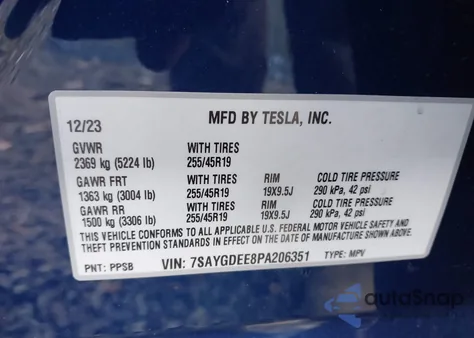 MFD BY TESLA, INC.
12/23
GVWR WITH TIRES
2369 kg (5224 lb) 255/45R19
GAWR FRT WITH TIRES RIM COLD TIRE PRESSURE
1363 kg (3004 lb) 255/45R19 19X9.5J 290 kPa, 42 psi
GAWR RR WITH TIRES RIM COLD TIRE PRESSURE
1500 kg (3306 lb) 255/45R19 19X9.5J 290 kPa, 42 psi
THIS VEHICLE CONFORMS TO ALL APPLICABLE FEDERAL MOTOR VEHICLE SAFETY AND
THEFT PREVENTION STANDARDS IN EFFECT ON THE DATE OF MANUFACTURE SHOWN ABOVE.
PNT: PPSB VIN: 7SAYGDEE8PA206351 TYPE: MPV
autoSnap